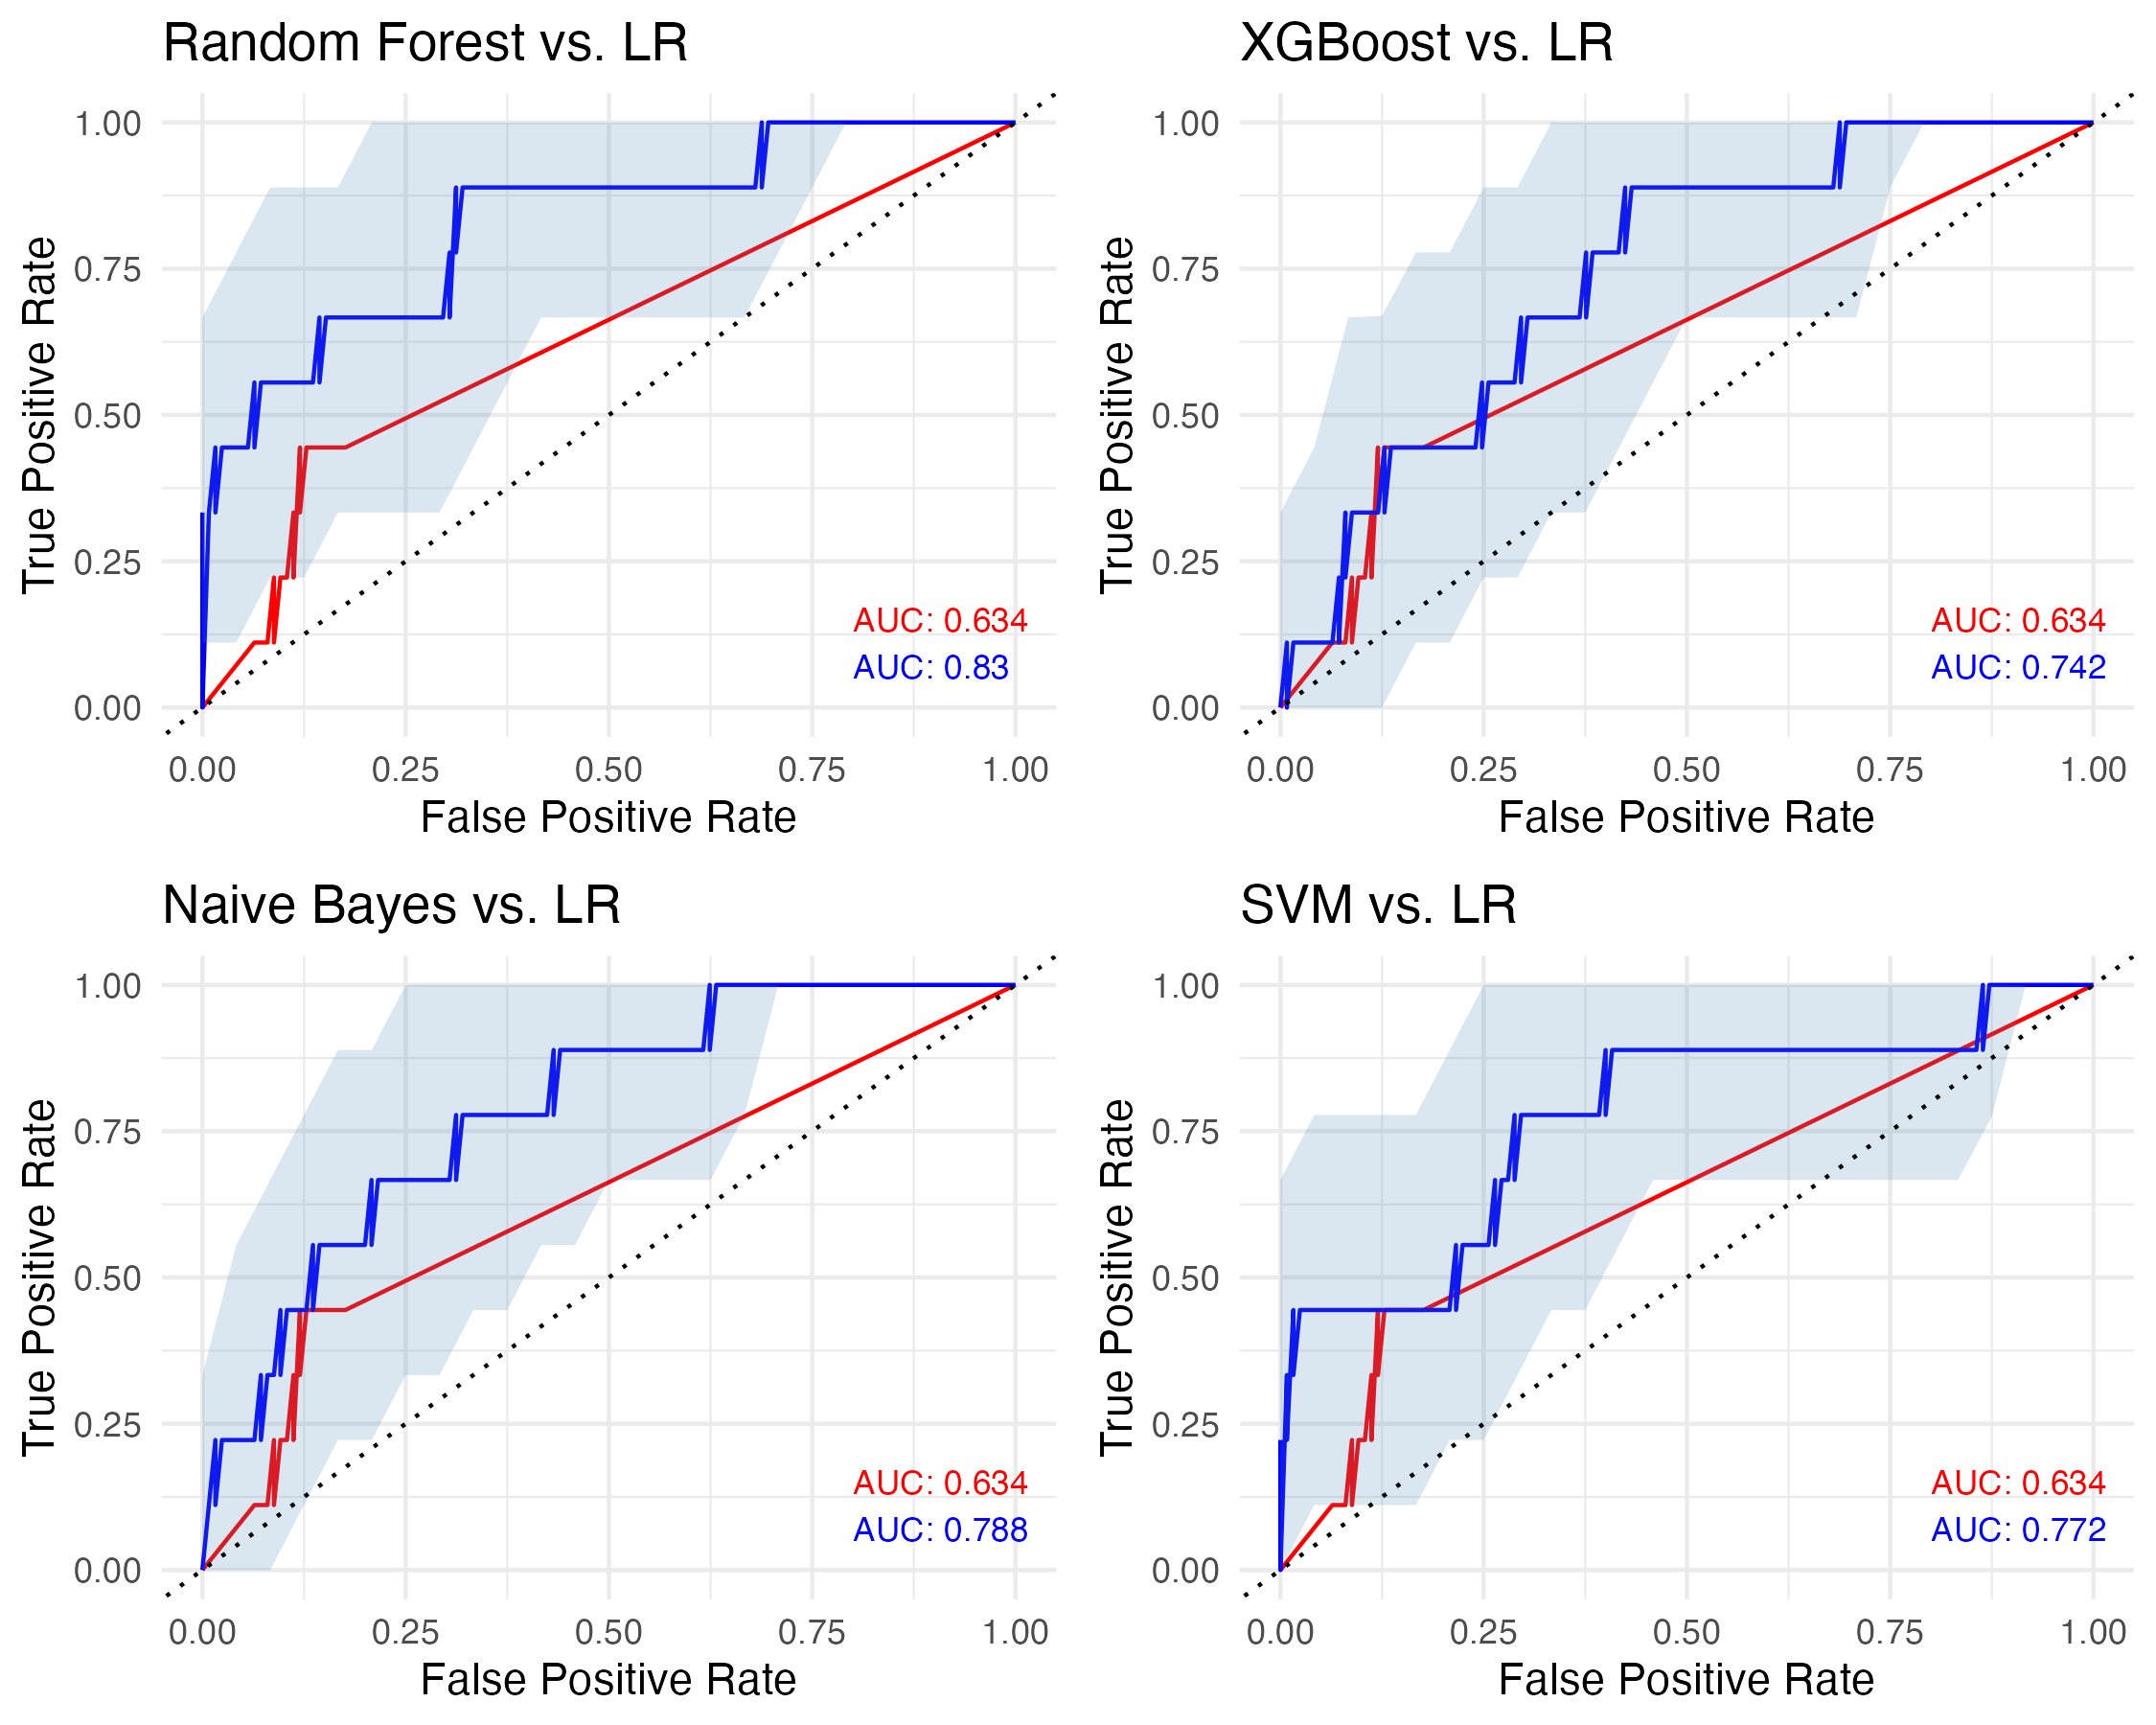 Random Forest vs. LR
True Positive Rate
1.00
0.75
0.50
0.25
0.00
AUC: 0.634
AUC: 0.83
0.00 0.25 0.50 0.75 1.00
False Positive Rate
XGBoost vs. LR
True Positive Rate
1.00
0.75
0.50
0.25
0.00
AUC: 0.634
AUC: 0.742
0.00 0.25 0.50 0.75 1.00
False Positive Rate
Naive Bayes vs. LR
True Positive Rate
1.00
0.75
0.50
0.25
0.00
AUC: 0.634
AUC: 0.788
0.00 0.25 0.50 0.75 1.00
False Positive Rate
SVM vs. LR
True Positive Rate
1.00
0.75
0.50
0.25
0.00
AUC: 0.634
AUC: 0.772
0.00 0.25 0.50 0.75 1.00
False Positive Rate